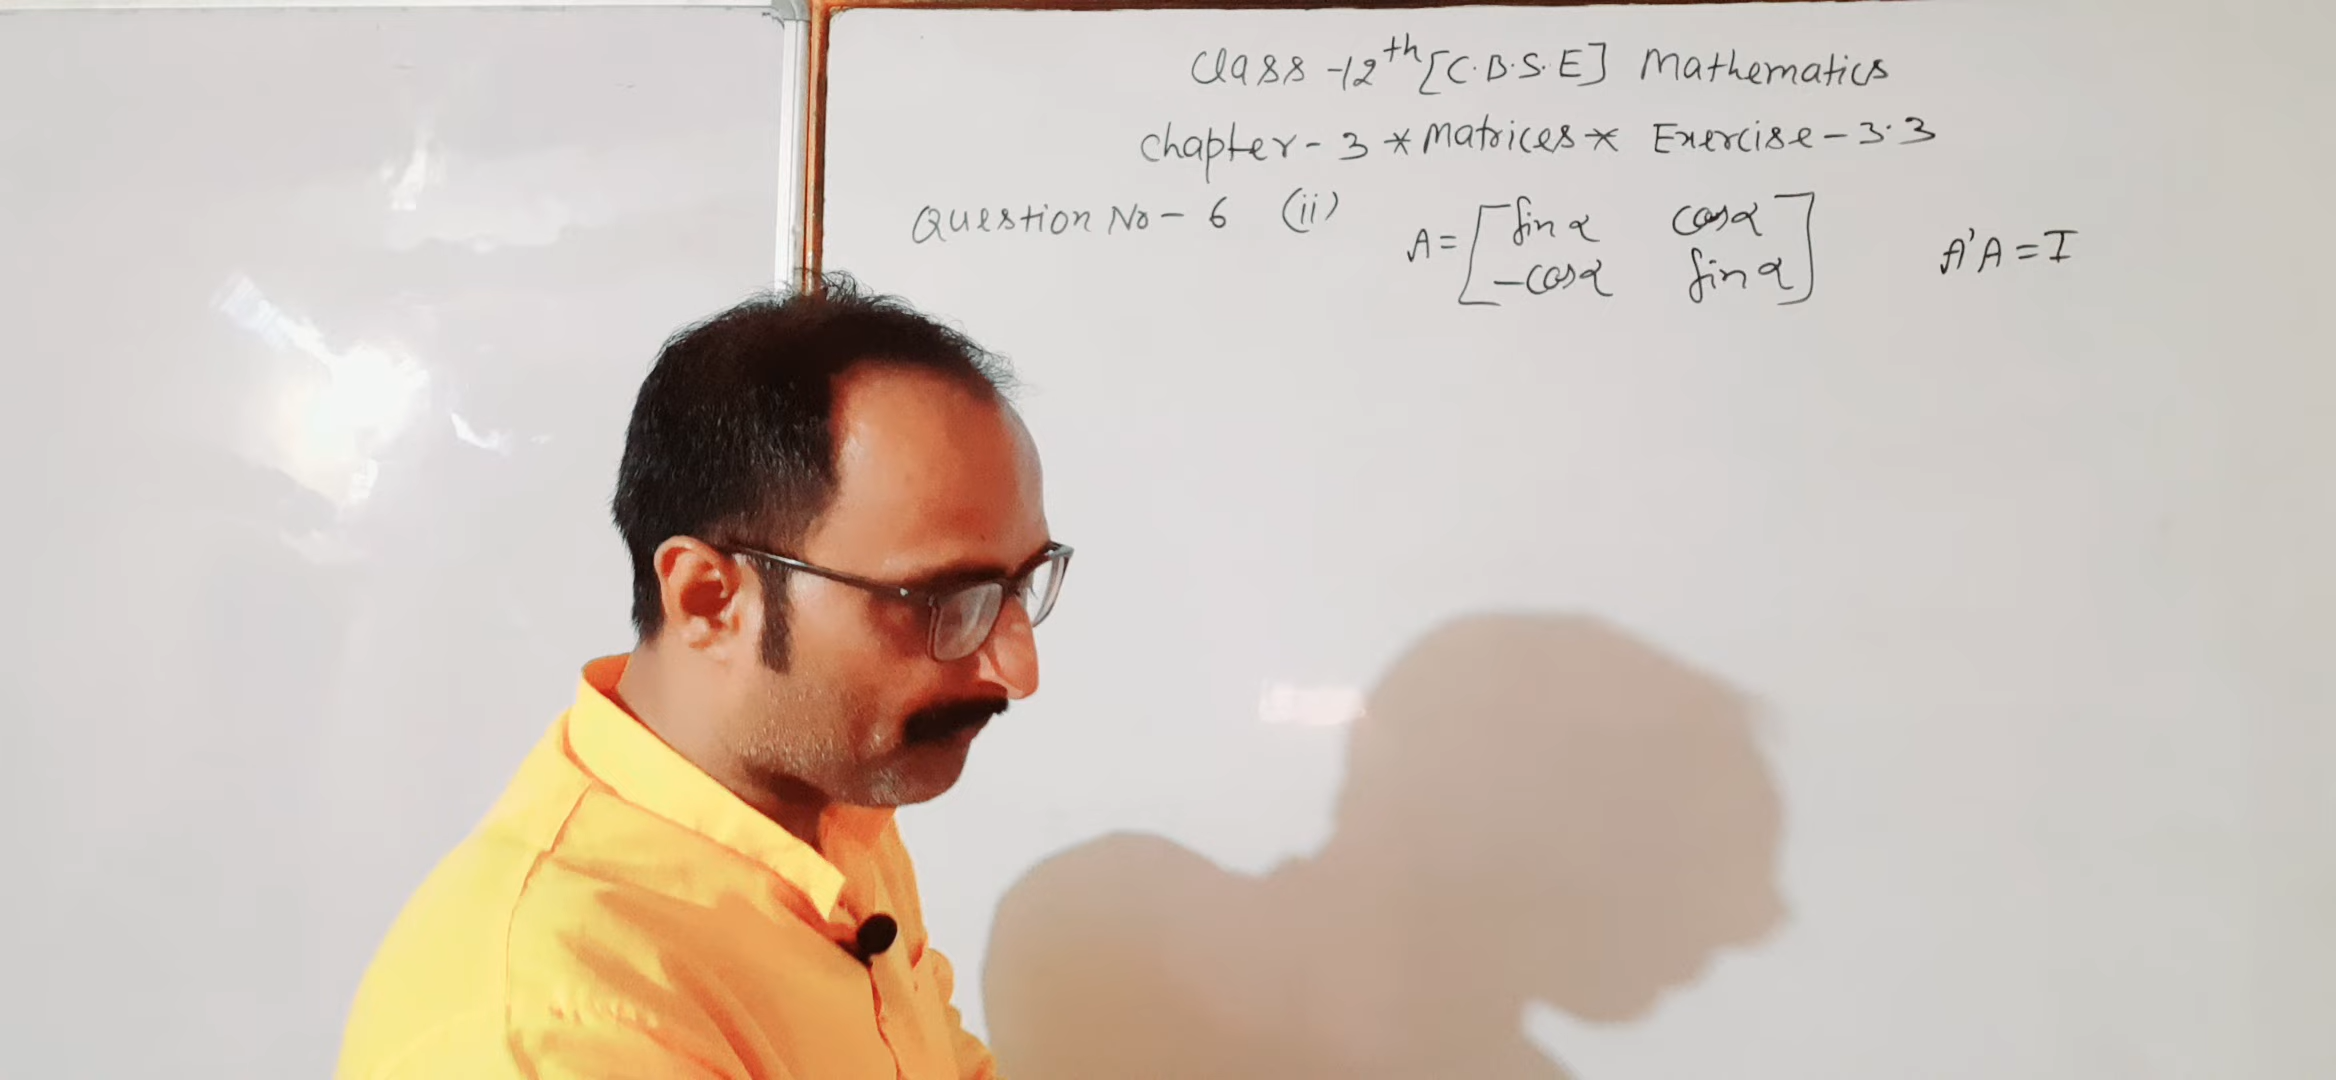 Class -12th [C.B.S.E] Mathematics
Chapter - 3 * Matrices * Exercise - 3.3
Question No - 6 (ii) A = [ sin α cos α
-cos α sin α ] A'A = I